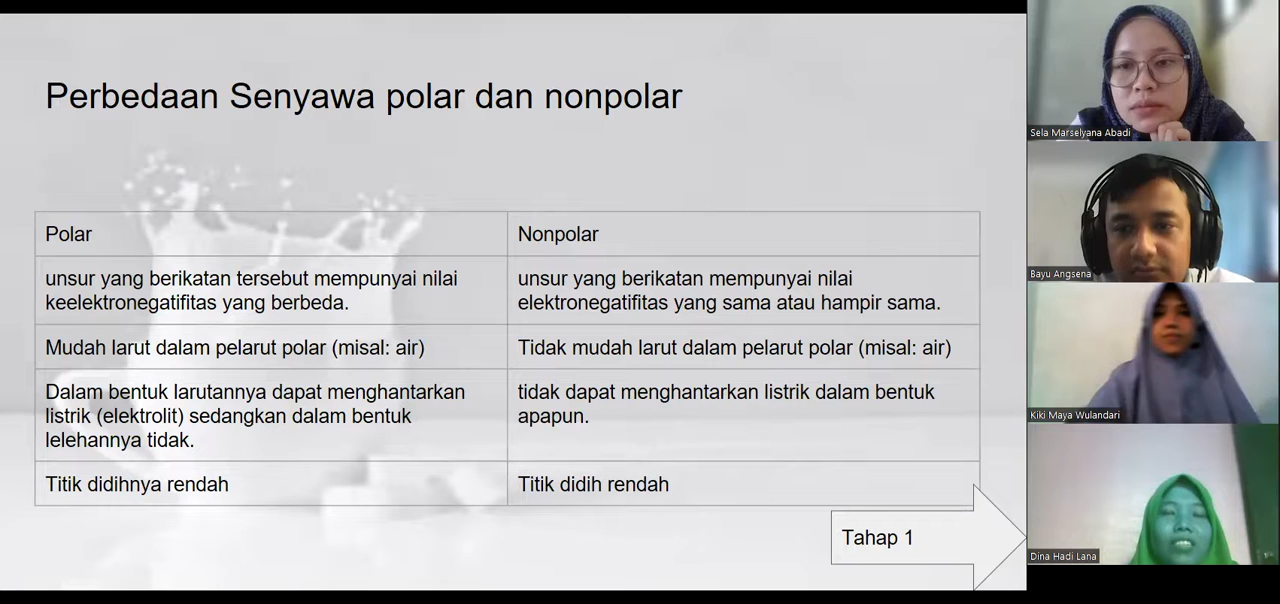 Perbedaan Senyawa polar dan nonpolar
Polar
Nonpolar
unsur yang berikatan tersebut mempunyai nilai
keelektronegatifitas yang berbeda.
unsur yang berikatan mempunyai nilai
elektronegatifitas yang sama atau hampir sama.
Mudah larut dalam pelarut polar (misal: air)
Tidak mudah larut dalam pelarut polar (misal: air)
Dalam bentuk larutannya dapat menghantarkan
listrik (elektrolit) sedangkan dalam bentuk
lelehannya tidak.
tidak dapat menghantarkan listrik dalam bentuk
apapun.
Titik didihnya rendah
Titik didih rendah
Tahap 1
Sela Marselyana Abadi
Bayu Angsena
Kiki Maya Wulandari
Dina Hadi Lana